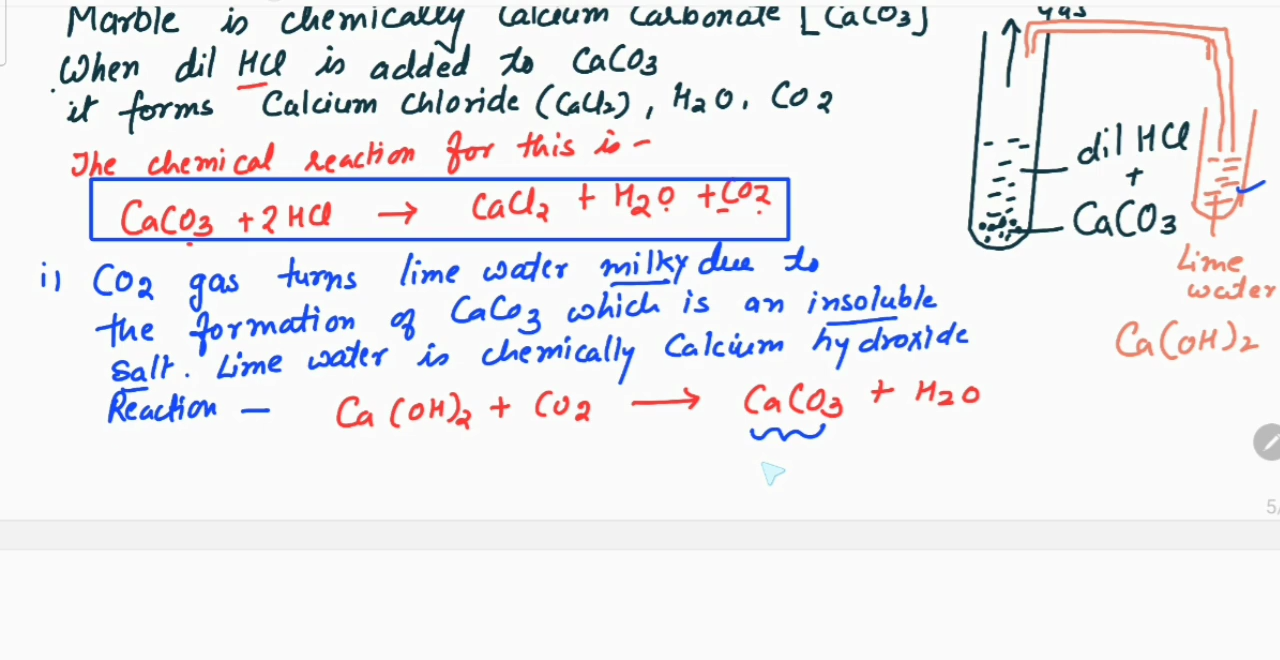 Marble is chemically Calcium Carbonate [CaCO3]
When dil HCl is added to CaCO3
it forms Calcium Chloride (CaCl2), H2O, CO2
The chemical reaction for this is -
CaCO3 + 2HCl → CaCl2 + H2O + CO2
i) CO2 gas turns lime water milky due to
the formation of CaCO3 which is an insoluble
salt. Lime water is chemically Calcium hydroxide
Reaction — Ca(OH)2 + CO2 → CaCO3 + H2O
gas
dil HCl
+
CaCO3
Lime
water
Ca(OH)2
5/